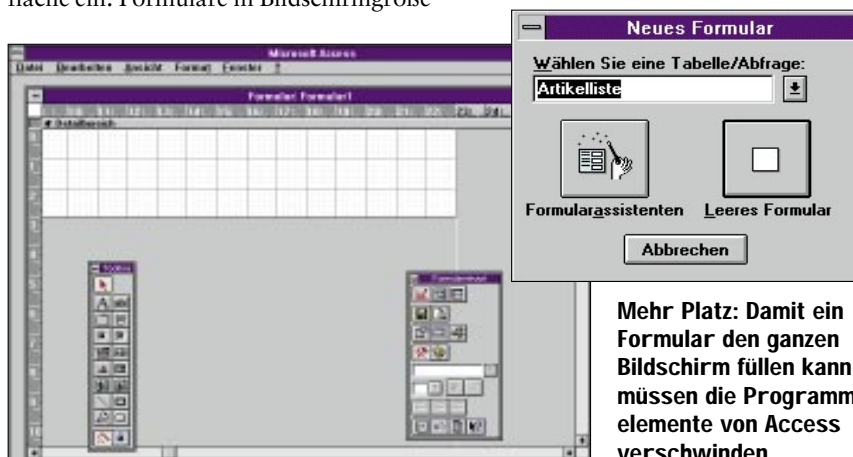 fläche ein. Formulare in Bildschirmgröße
Microsoft Access
Datei Bearbeiten Ansicht Format Fenster ?
Formular: Formular1
Detailbereich
Toolbox
Neues Formular
Wählen Sie eine Tabelle/Abfrage:
Artikelliste
Formularassistenten Leeres Formular
Abbrechen
Mehr Platz: Damit ein
Formular den ganzen
Bildschirm füllen kann
müssen die Programm
elemente von Access
verschwinden